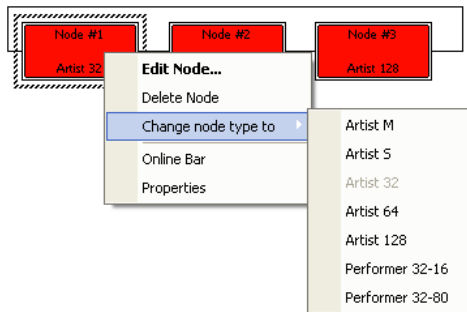 Node #1
Node #2
Node #3
Artist 32
Artist 128
Edit Node...
Delete Node
Change node type to
Online Bar
Properties
Artist M
Artist S
Artist 32
Artist 64
Artist 128
Performer 32-16
Performer 32-80